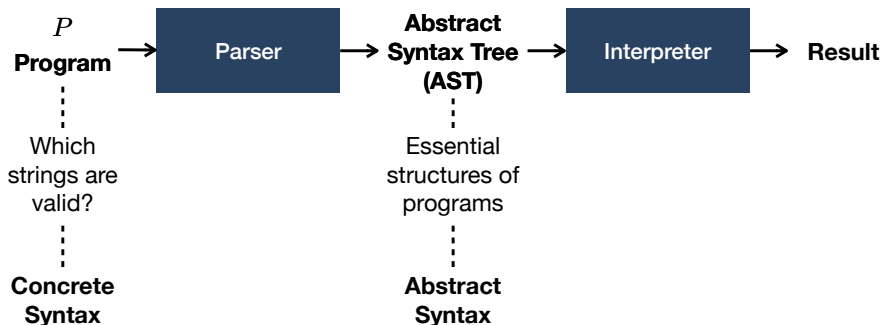 P
Program
Parser
Abstract
Syntax Tree
(AST)
Interpreter
Result
Which
strings are
valid?
Essential
structures of
programs
Concrete
Syntax
Abstract
Syntax